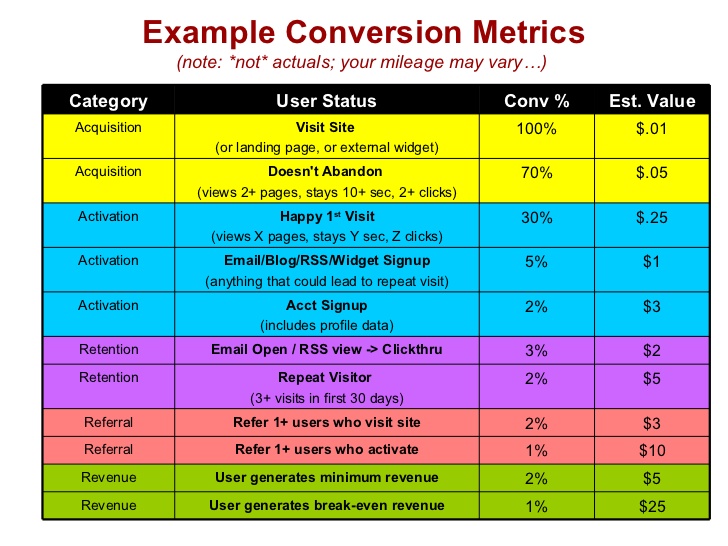 Example Conversion Metrics
(note: *not* actuals; your mileage may vary…)
Category User Status Conv % Est. Value
Acquisition Visit Site 100% $.01
(or landing page, or external widget)
Acquisition Doesn't Abandon 70% $.05
(views 2+ pages, stays 10+ sec, 2+ clicks)
Activation Happy 1st Visit 30% $.25
(views X pages, stays Y sec, Z clicks)
Activation Email/Blog/RSS/Widget Signup 5% $1
(anything that could lead to repeat visit)
Activation Acct Signup 2% $3
(includes profile data)
Retention Email Open / RSS view -> Clickthru 3% $2
Retention Repeat Visitor 2% $5
(3+ visits in first 30 days)
Referral Refer 1+ users who visit site 2% $3
Referral Refer 1+ users who activate 1% $10
Revenue User generates minimum revenue 2% $5
Revenue User generates break-even revenue 1% $25